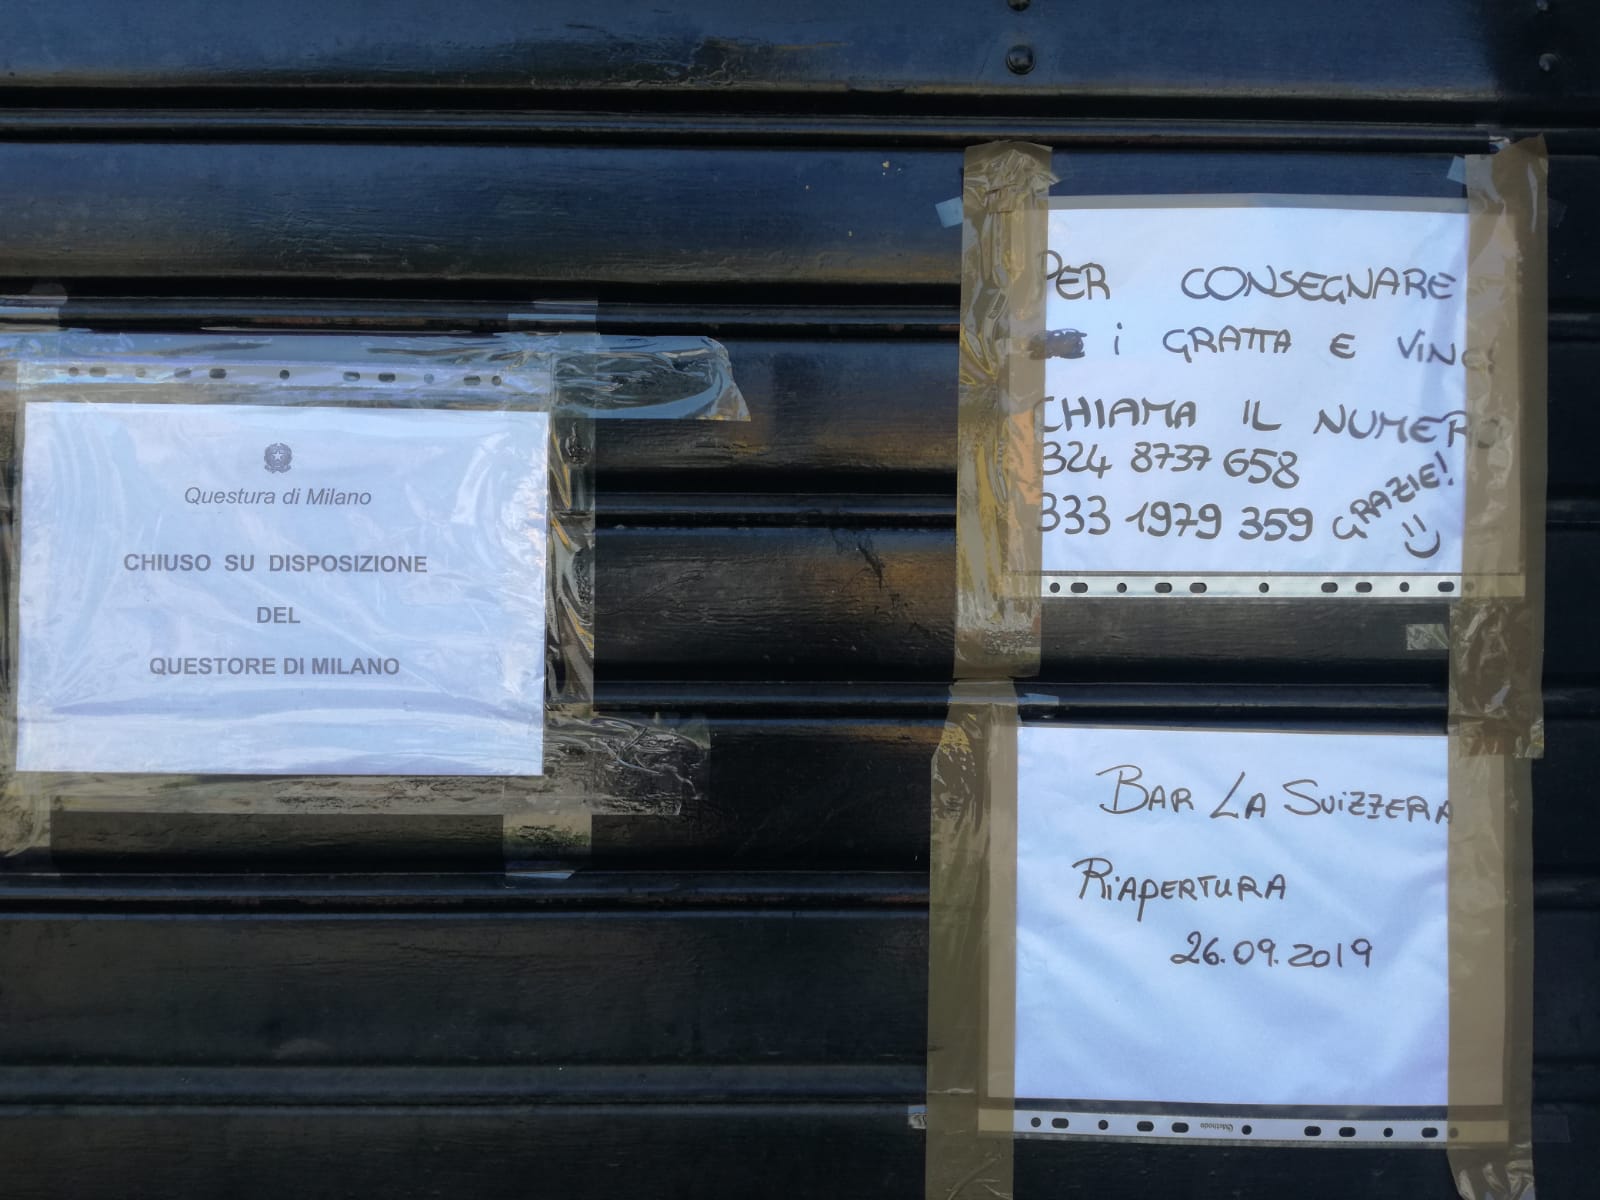 Questura di Milano
CHIUSO SU DISPOSIZIONE
DEL
QUESTORE DI MILANO
PER CONSEGNARE
i GRATTA E VINCI
CHIAMA IL NUMERO
324 8737 658
333 1979 359 GRAZIE!
BAR LA SVIZZERA
RIAPERTURA
26.09.2019